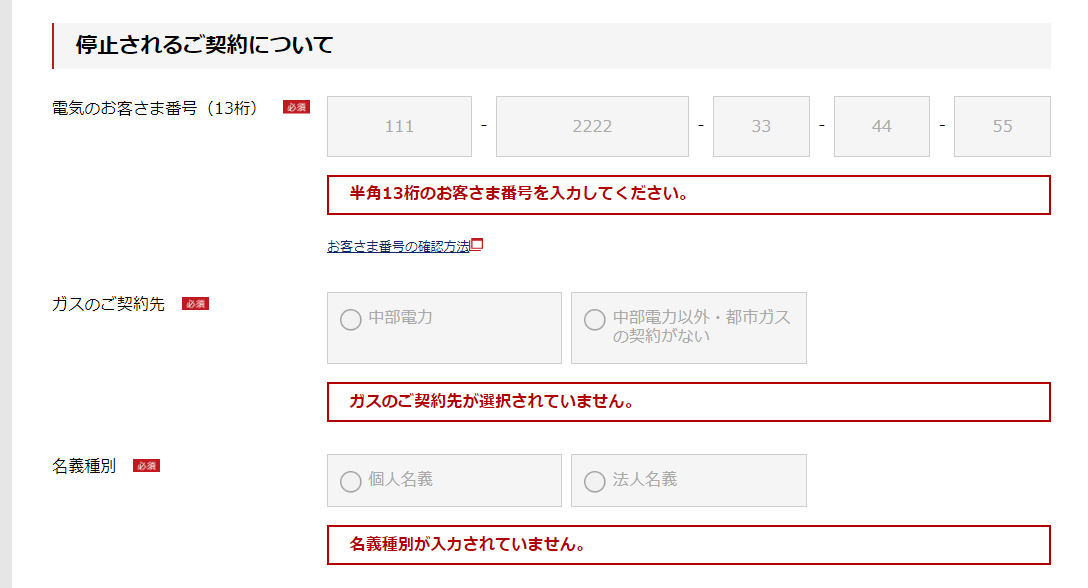 停止されるご契約について
電気のお客さま番号（13桁） 必須
111 - 2222 - 33 - 44 - 55
半角13桁のお客さま番号を入力してください。
お客さま番号の確認方法
ガスのご契約先 必須
中部電力
中部電力以外・都市ガス
の契約がない
ガスのご契約先が選択されていません。
名義種別 必須
個人名義 法人名義
名義種別が入力されていません。